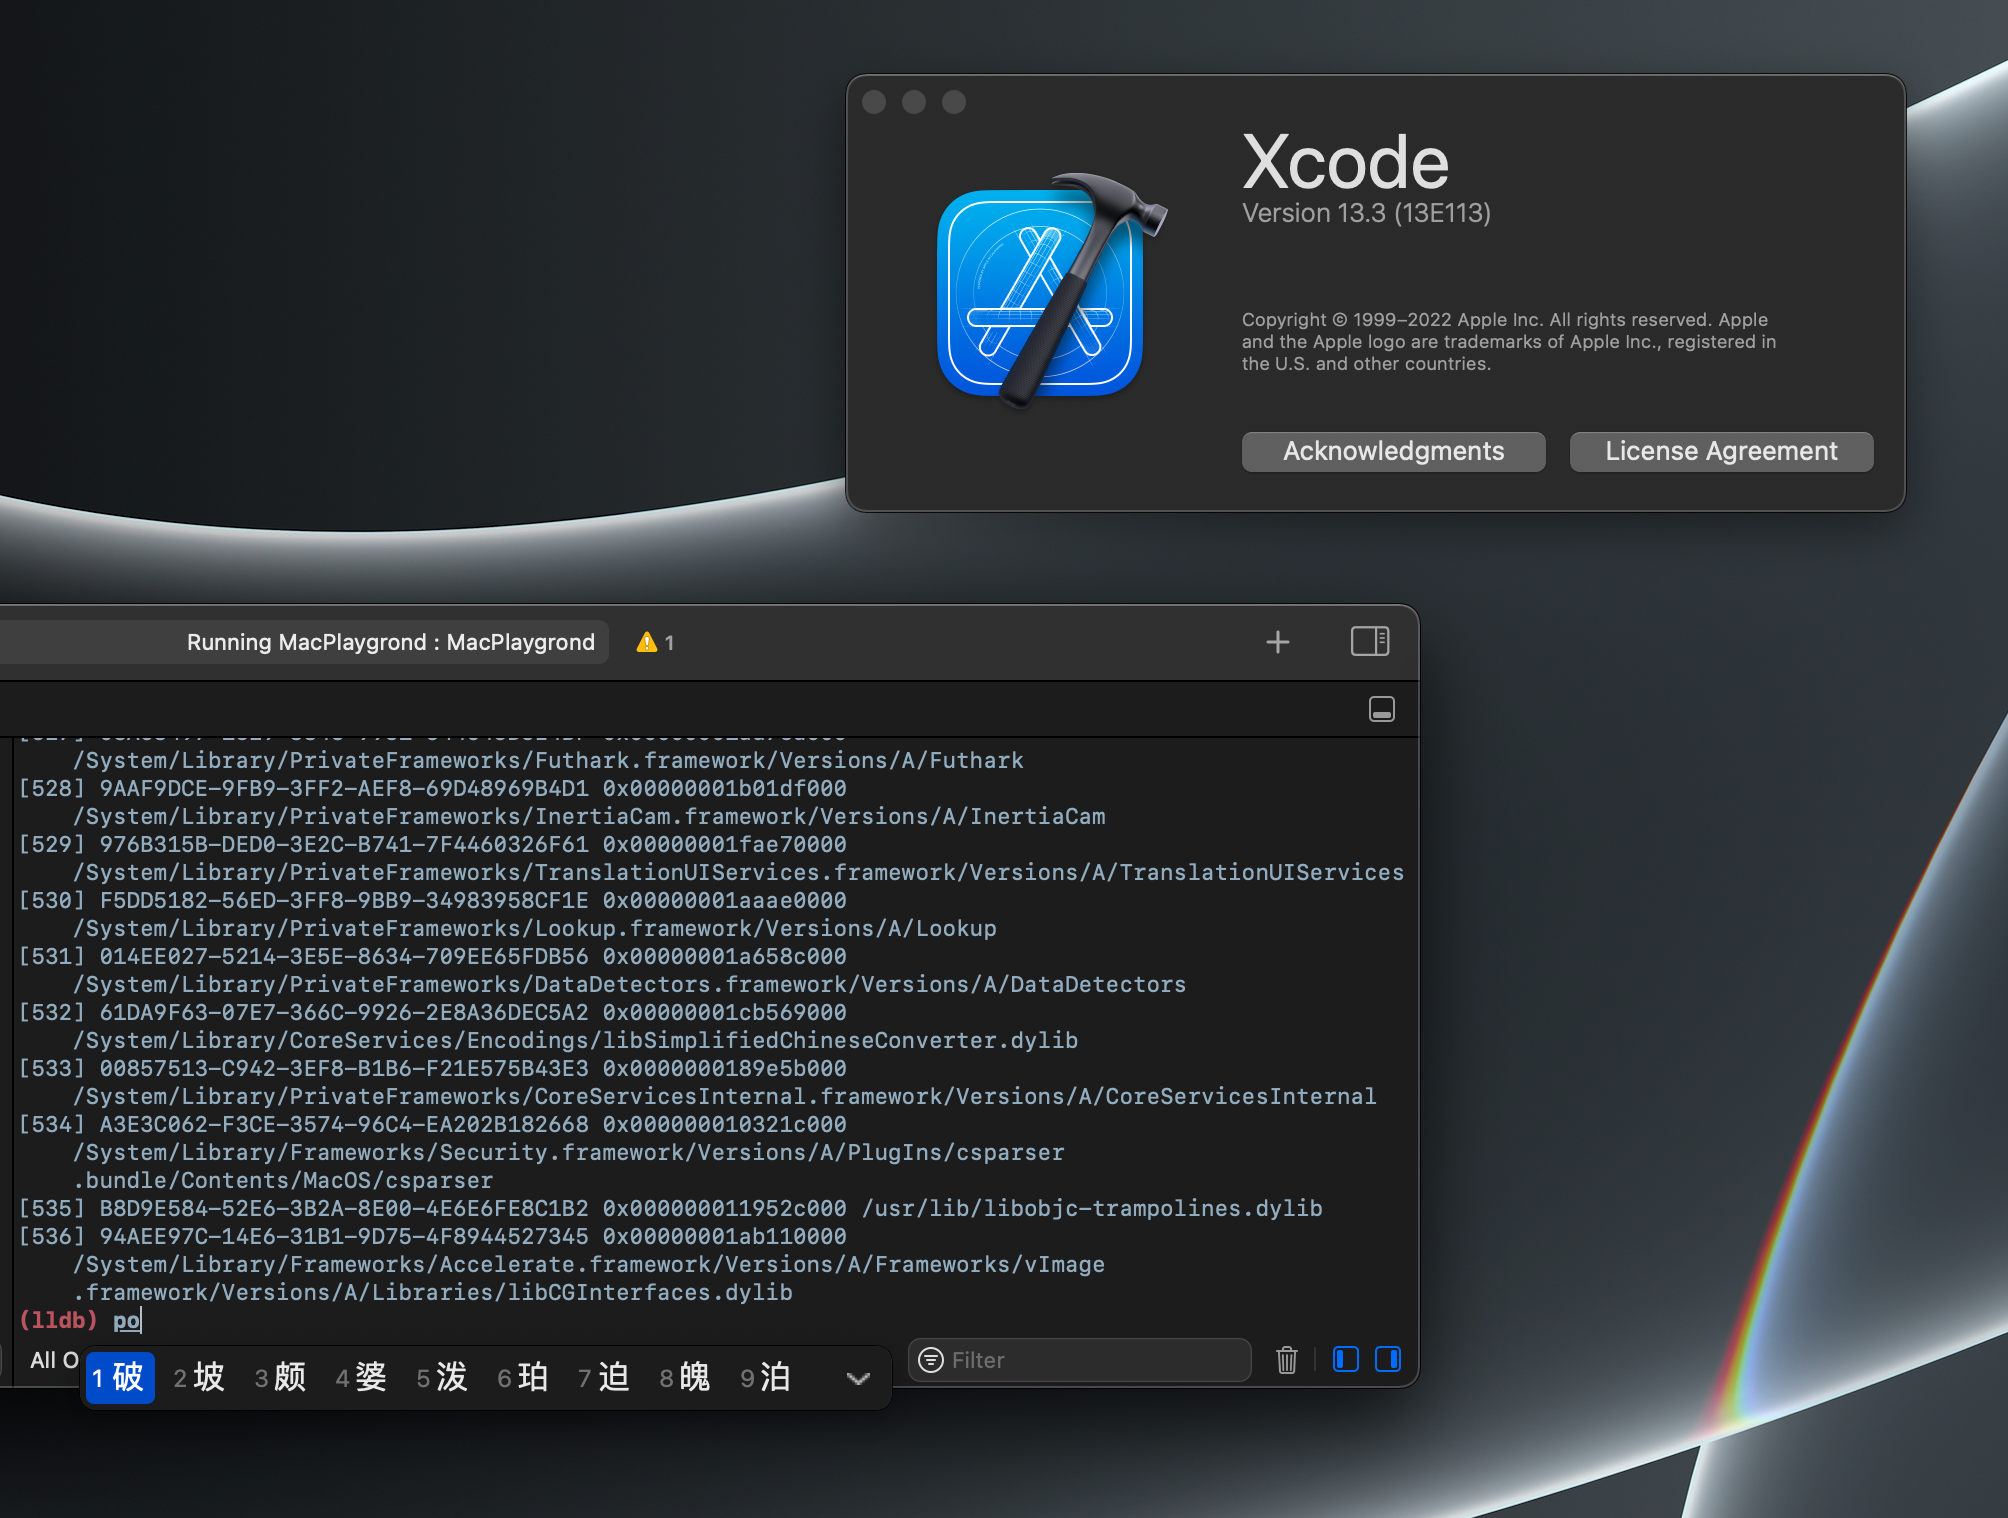 Xcode
Version 13.3 (13E113)
Copyright © 1999–2022 Apple Inc. All rights reserved. Apple
and the Apple logo are trademarks of Apple Inc., registered in
the U.S. and other countries.
Acknowledgments
License Agreement
Running MacPlaygrond : MacPlaygrond
1
/System/Library/PrivateFrameworks/Futhark.framework/Versions/A/Futhark
[528] 9AAF9DCE-9FB9-3FF2-AEF8-69D48969B4D1 0x00000001b01df000
/System/Library/PrivateFrameworks/InertiaCam.framework/Versions/A/InertiaCam
[529] 976B315B-DED0-3E2C-B741-7F4460326F61 0x00000001fae70000
/System/Library/PrivateFrameworks/TranslationUIServices.framework/Versions/A/TranslationUIServices
[530] F5DD5182-56ED-3FF8-9BB9-34983958CF1E 0x00000001aaae0000
/System/Library/PrivateFrameworks/Lookup.framework/Versions/A/Lookup
[531] 014EE027-5214-3E5E-8634-709EE65FDB56 0x00000001a658c000
/System/Library/PrivateFrameworks/DataDetectors.framework/Versions/A/DataDetectors
[532] 61DA9F63-07E7-366C-9926-2E8A36DEC5A2 0x00000001cb569000
/System/Library/CoreServices/Encodings/libSimplifiedChineseConverter.dylib
[533] 00857513-C942-3EF8-B1B6-F21E575B43E3 0x0000000189e5b000
/System/Library/PrivateFrameworks/CoreServicesInternal.framework/Versions/A/CoreServicesInternal
[534] A3E3C062-F3CE-3574-96C4-EA202B182668 0x000000010321c000
/System/Library/Frameworks/Security.framework/Versions/A/PlugIns/csparser
.bundle/Contents/MacOS/csparser
[535] B8D9E584-52E6-3B2A-8E00-4E6E6FE8C1B2 0x000000011952c000 /usr/lib/libobjc-trampolines.dylib
[536] 94AEE97C-14E6-31B1-9D75-4F8944527345 0x00000001ab110000
/System/Library/Frameworks/Accelerate.framework/Versions/A/Frameworks/vImage
.framework/Versions/A/Libraries/libCGInterfaces.dylib
(lldb) po
All O
1 破 2 坡 3 颇 4 婆 5 泼 6 珀 7 迫 8 魄 9 泊
Filter